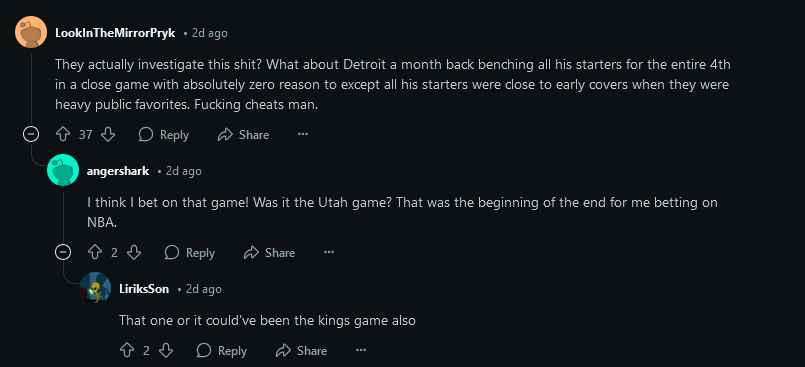 LookInTheMirrorPryk • 2d ago
They actually investigate this shit? What about Detroit a month back benching all his starters for the entire 4th
in a close game with absolutely zero reason to except all his starters were close to early covers when they were
heavy public favorites. Fucking cheats man.
37 Reply Share ...
angershark • 2d ago
I think I bet on that game! Was it the Utah game? That was the beginning of the end for me betting on
NBA.
2 Reply Share ...
LiriksSon • 2d ago
That one or it could've been the kings game also
2 Reply Share ...